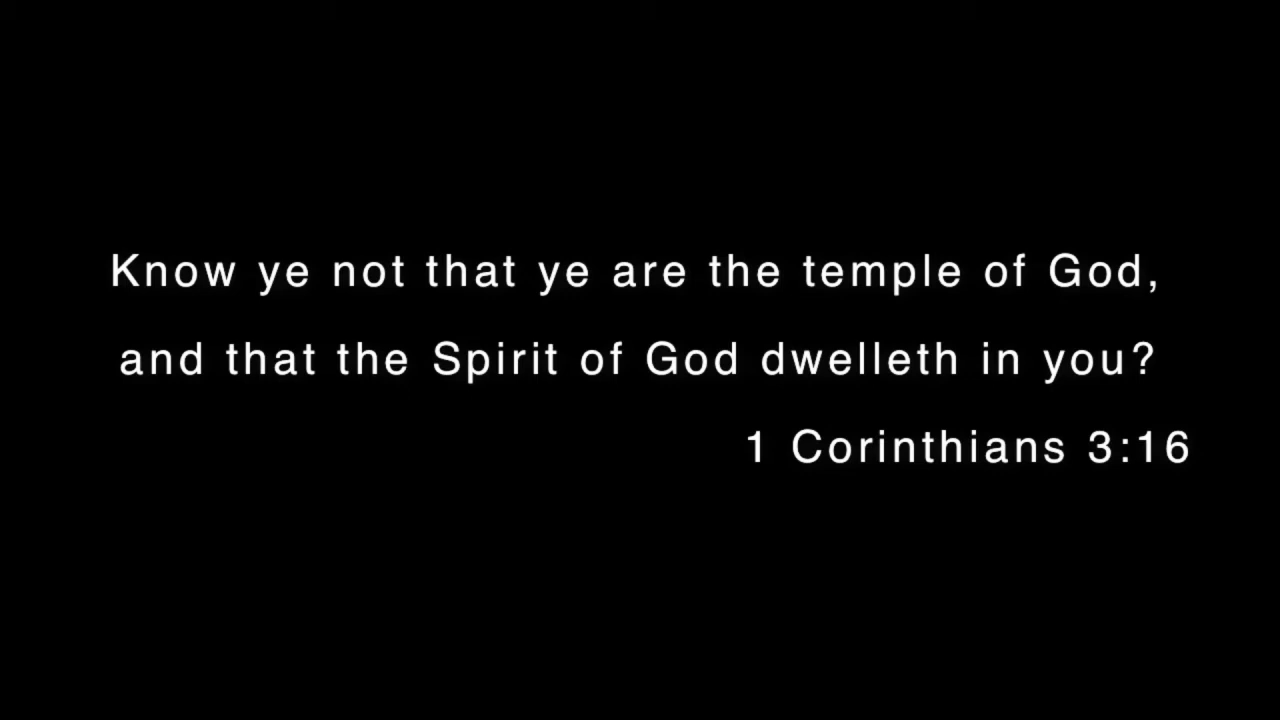 Know ye not that ye are the temple of God,
and that the Spirit of God dwelleth in you?
1 Corinthians 3:16